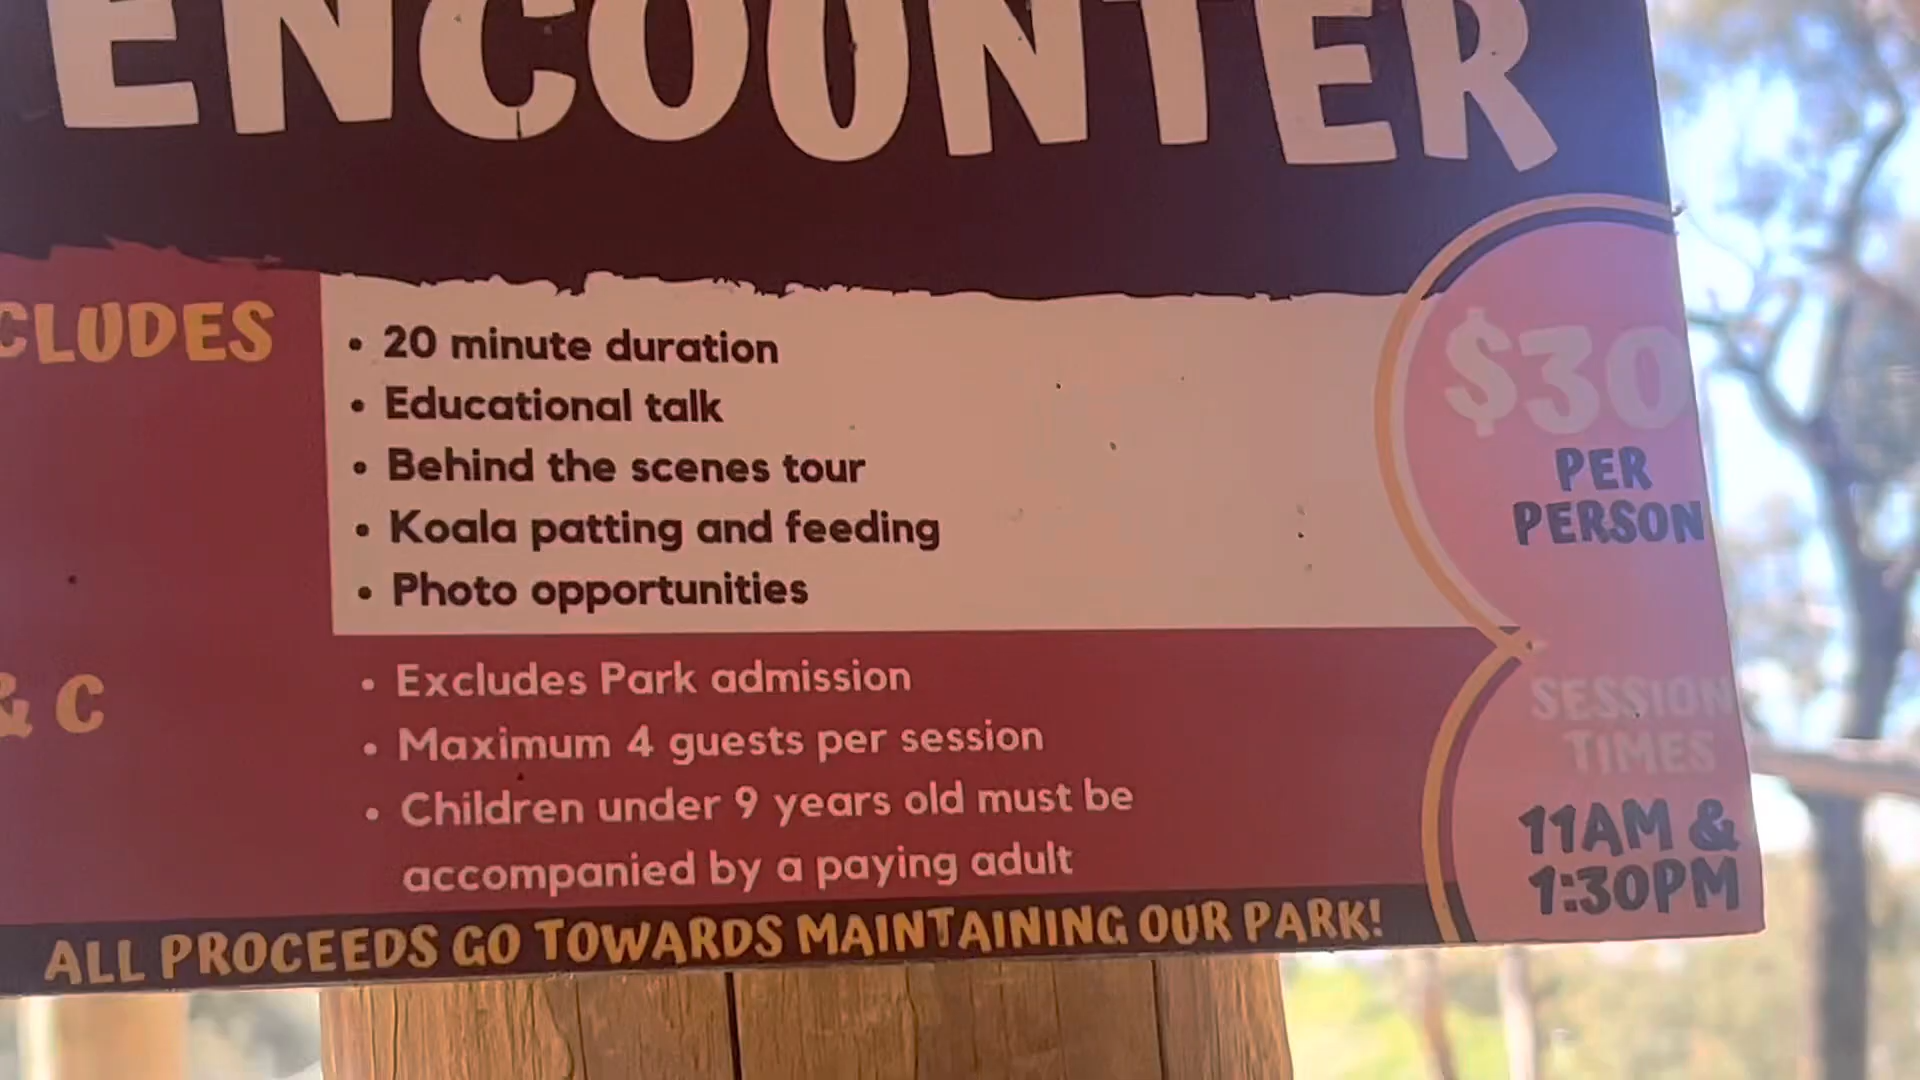 ENCOUNTER
CLUDES
• 20 minute duration
• Educational talk
• Behind the scenes tour
• Koala patting and feeding
• Photo opportunities
& C
• Excludes Park admission
• Maximum 4 guests per session
• Children under 9 years old must be
accompanied by a paying adult
$30
PER
PERSON
SESSION
TIMES
11AM &
1:30PM
ALL PROCEEDS GO TOWARDS MAINTAINING OUR PARK!